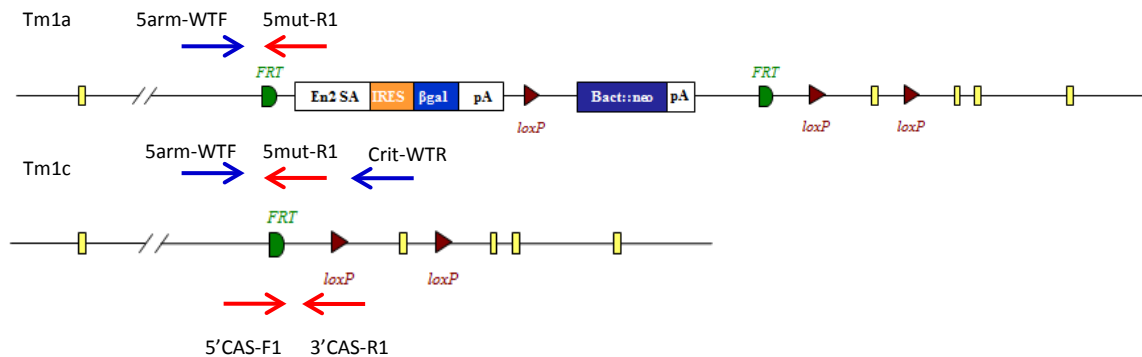 Tm1a 5arm-WTF 5mut-R1
FRT FRT
En2 SA IRES βgal pA Bact::neo pA
loxP loxP loxP
5arm-WTF 5mut-R1 Crit-WTR
Tm1c
FRT
loxP loxP
5’CAS-F1 3’CAS-R1